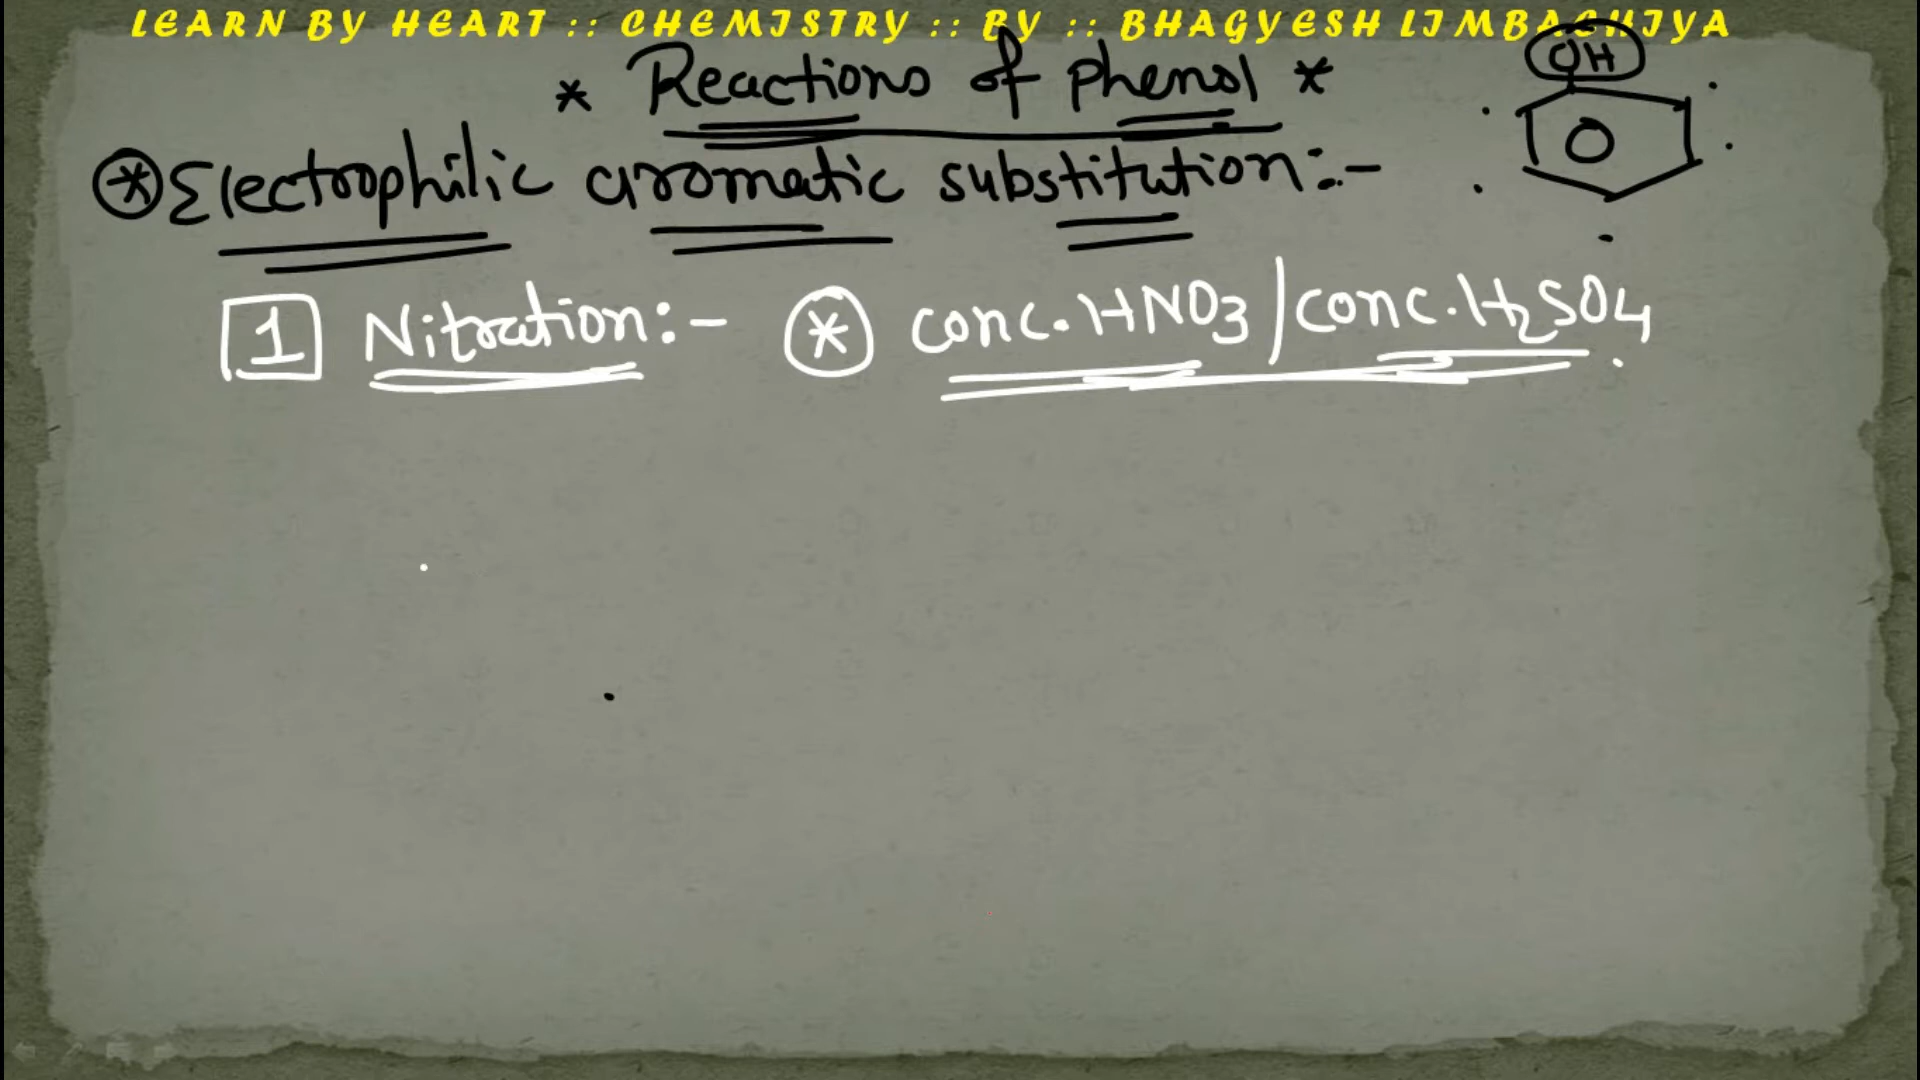 LEARN BY HEART :: CHEMISTRY :: BY :: BHAGYESH LIMBACHIYA
* Reactions of phenol *
OH
* Electrophilic aromatic substitution:-
1 Nitration:- * conc. HNO3 | conc. H2SO4